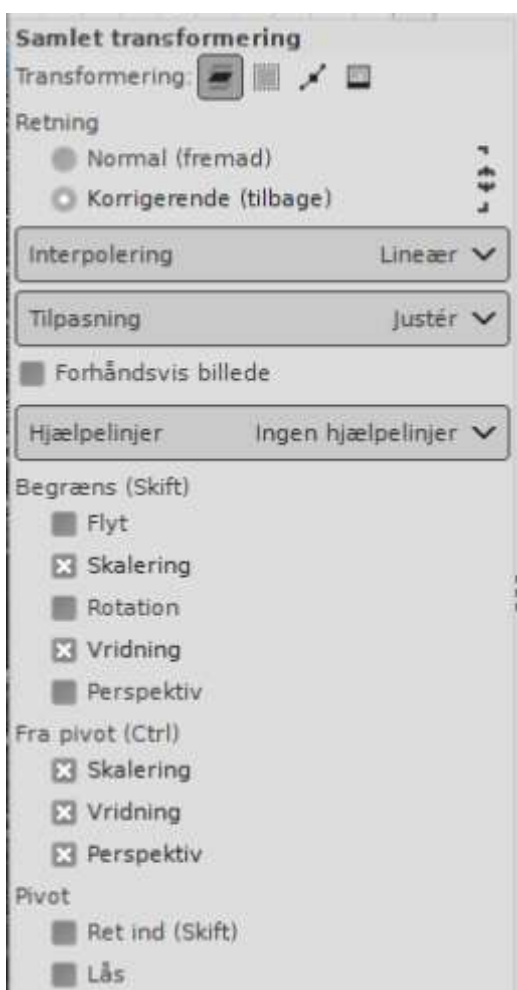 Samlet transformering
Transformering:
Retning
Normal (fremad)
Korrigerende (tilbage)
Interpolering Lineær
Tilpasning Justér
Forhåndsvis billede
Hjælpelinjer Ingen hjælpelinjer
Begræns (Skift)
Flyt
Skalering
Rotation
Vridning
Perspektiv
Fra pivot (Ctrl)
Skalering
Vridning
Perspektiv
Pivot
Ret ind (Skift)
Lås